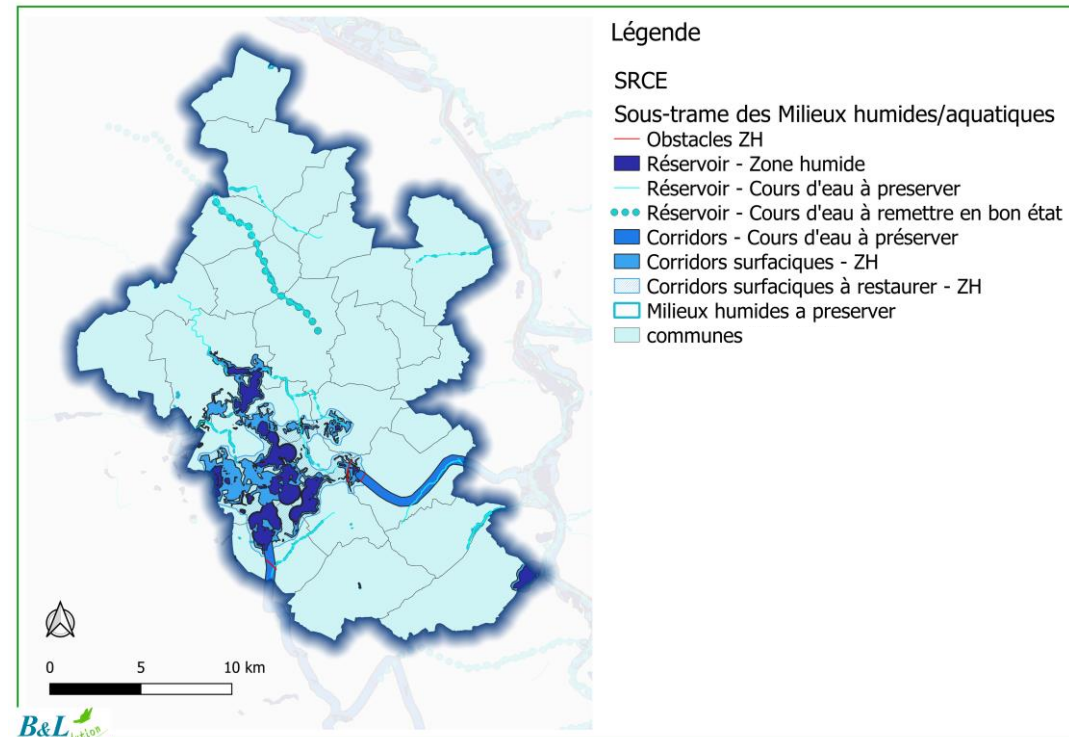 Légende
SRCE
Sous-trame des Milieux humides/aquatiques
Obstacles ZH
Réservoir - Zone humide
Réservoir - Cours d'eau à preserver
Réservoir - Cours d'eau à remettre en bon état
Corridors - Cours d'eau à préserver
Corridors surfaciques - ZH
Corridors surfaciques à restaurer - ZH
Milieux humides a preserver
communes
0 5 10 km
B&L